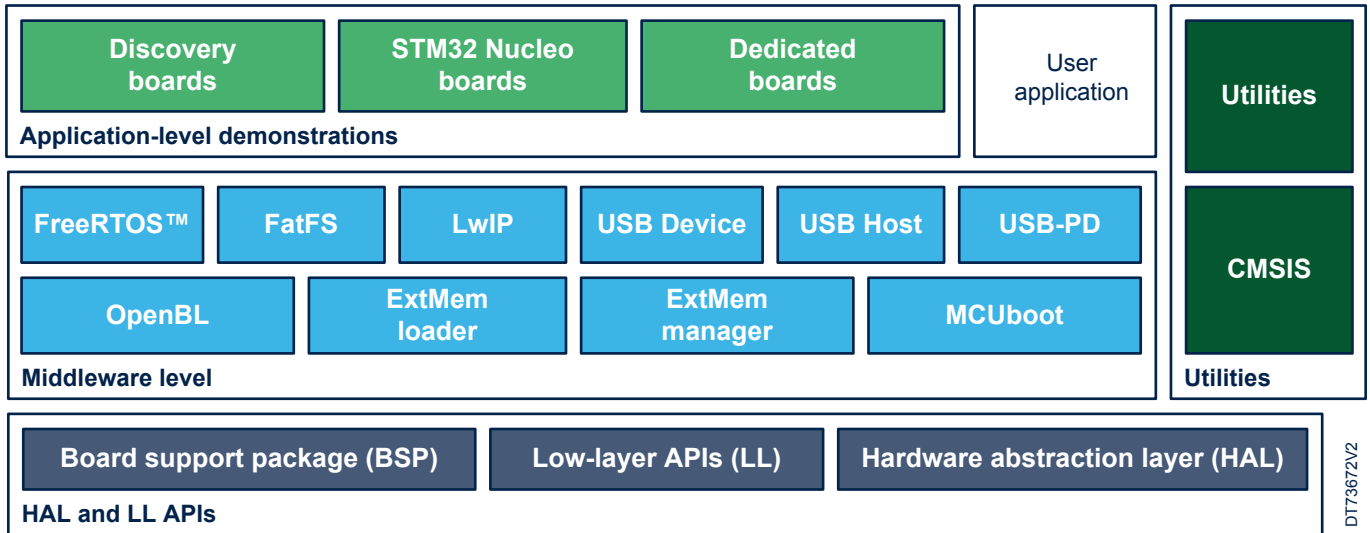 Discovery
boards
STM32 Nucleo
boards
Dedicated
boards
Application-level demonstrations
User
application
Utilities
FreeRTOS™
FatFS
LwIP
USB Device
USB Host
USB-PD
OpenBL
ExtMem
loader
ExtMem
manager
MCUboot
Middleware level
CMSIS
Utilities
Board support package (BSP)
Low-layer APIs (LL)
Hardware abstraction layer (HAL)
HAL and LL APIs
DT73672V2